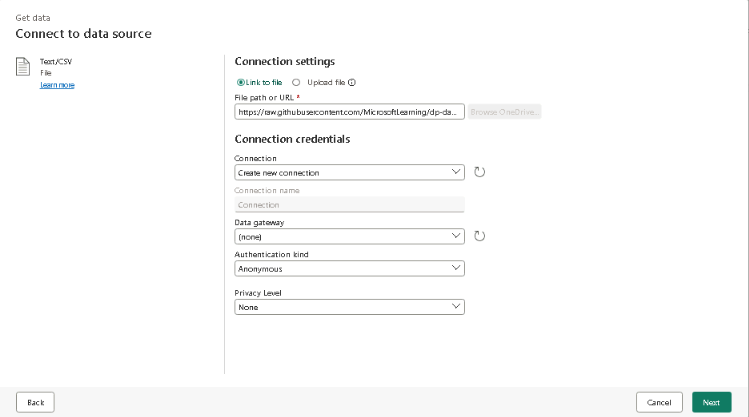 Get data
Connect to data source
Text/CSV
File
Learn more
Connection settings
Link to file Upload file
File path or URL *
https://raw.githubusercontent.com/MicrosoftLearning/dp-da... Browse OneDrive...
Connection credentials
Connection
Create new connection
Connection name
Connection
Data gateway
(none)
Authentication kind
Anonymous
Privacy Level
None
Back Cancel Next